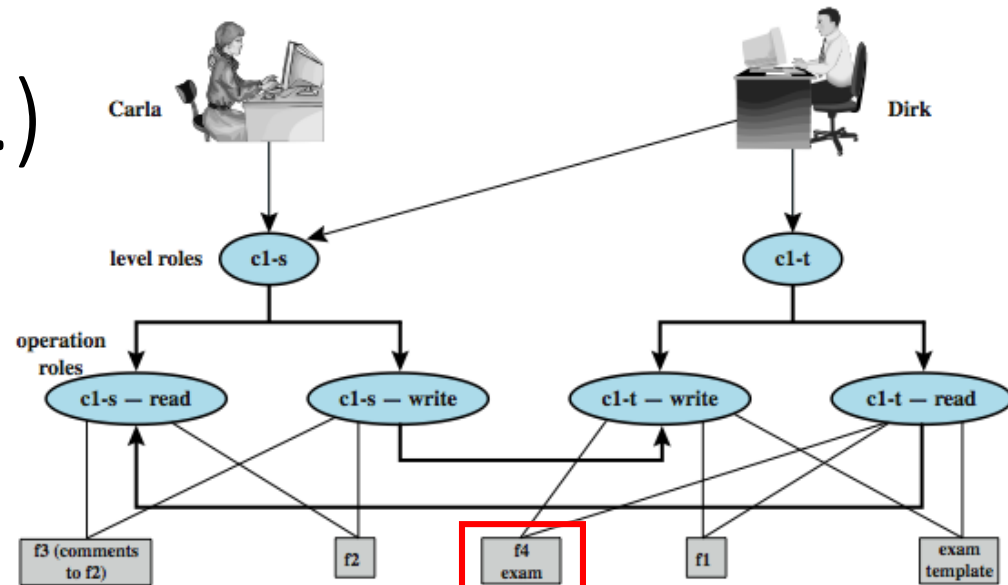 .)
Carla
Dirk
level roles
c1-s
c1-t
operation
roles
c1-s — read
c1-s — write
c1-t — write
c1-t — read
f3 (comments
to f2)
f2
f4
exam
f1
exam
template